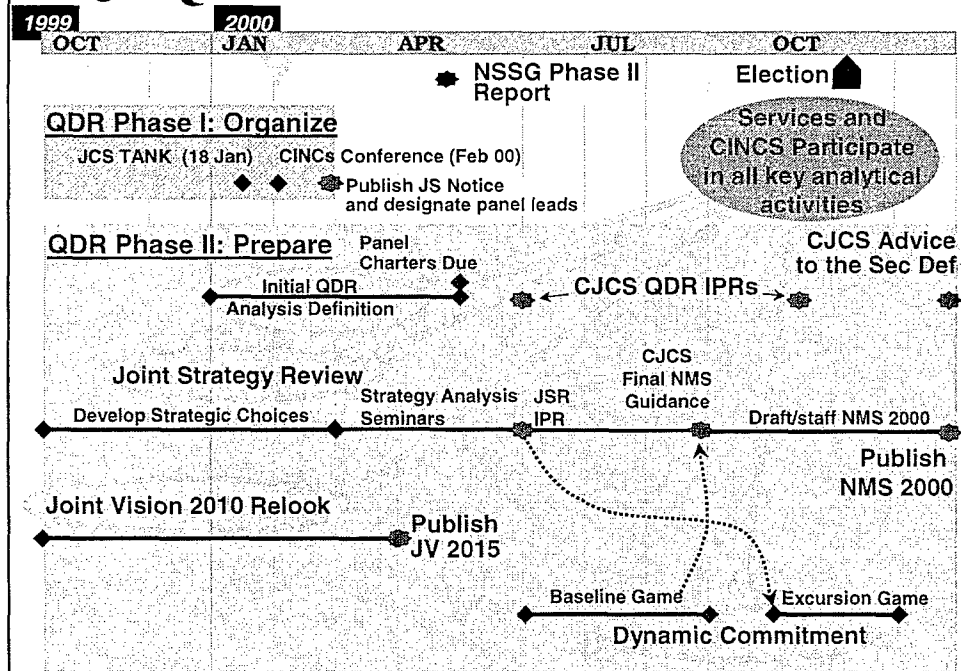 1999
2000
OCT JAN APR JUL OCT
NSSG Phase II
Report
Election
QDR Phase I: Organize
JCS TANK (18 Jan) CINCs Conference (Feb 00)
Publish JS Notice
and designate panel leads
Services and
CINCS Participate
in all key analytical
activities
QDR Phase II: Prepare
Panel
Charters Due
CJCS Advice
to the Sec Def
Initial QDR
Analysis Definition
CJCS QDR IPRs
Joint Strategy Review
Develop Strategic Choices
Strategy Analysis
Seminars
JSR
IPR
CJCS
Final NMS
Guidance
Draft/staff NMS 2000
Publish
NMS 2000
Joint Vision 2010 Relook
Publish
JV 2015
Baseline Game
Excursion Game
Dynamic Commitment